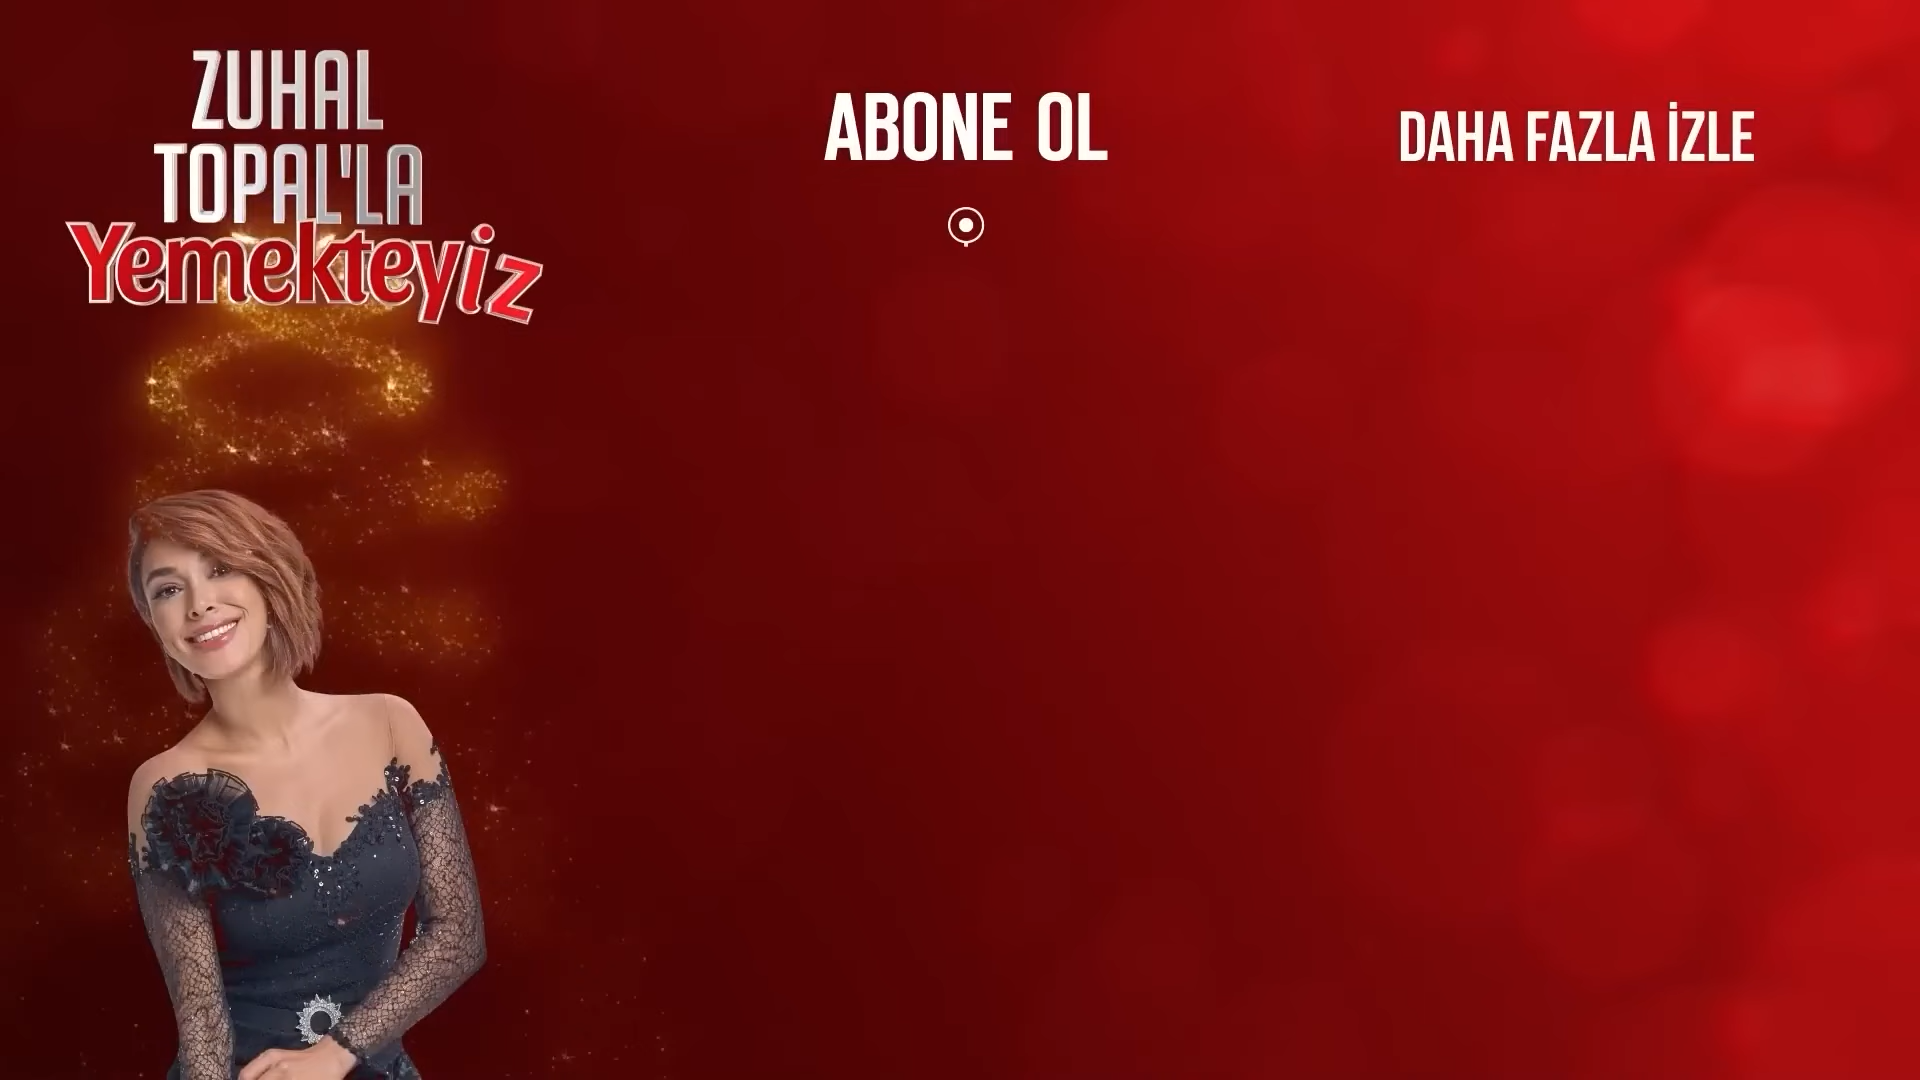 ZUHAL
TOPAL'LA
Yemekteyiz
ABONE OL
DAHA FAZLA İZLE